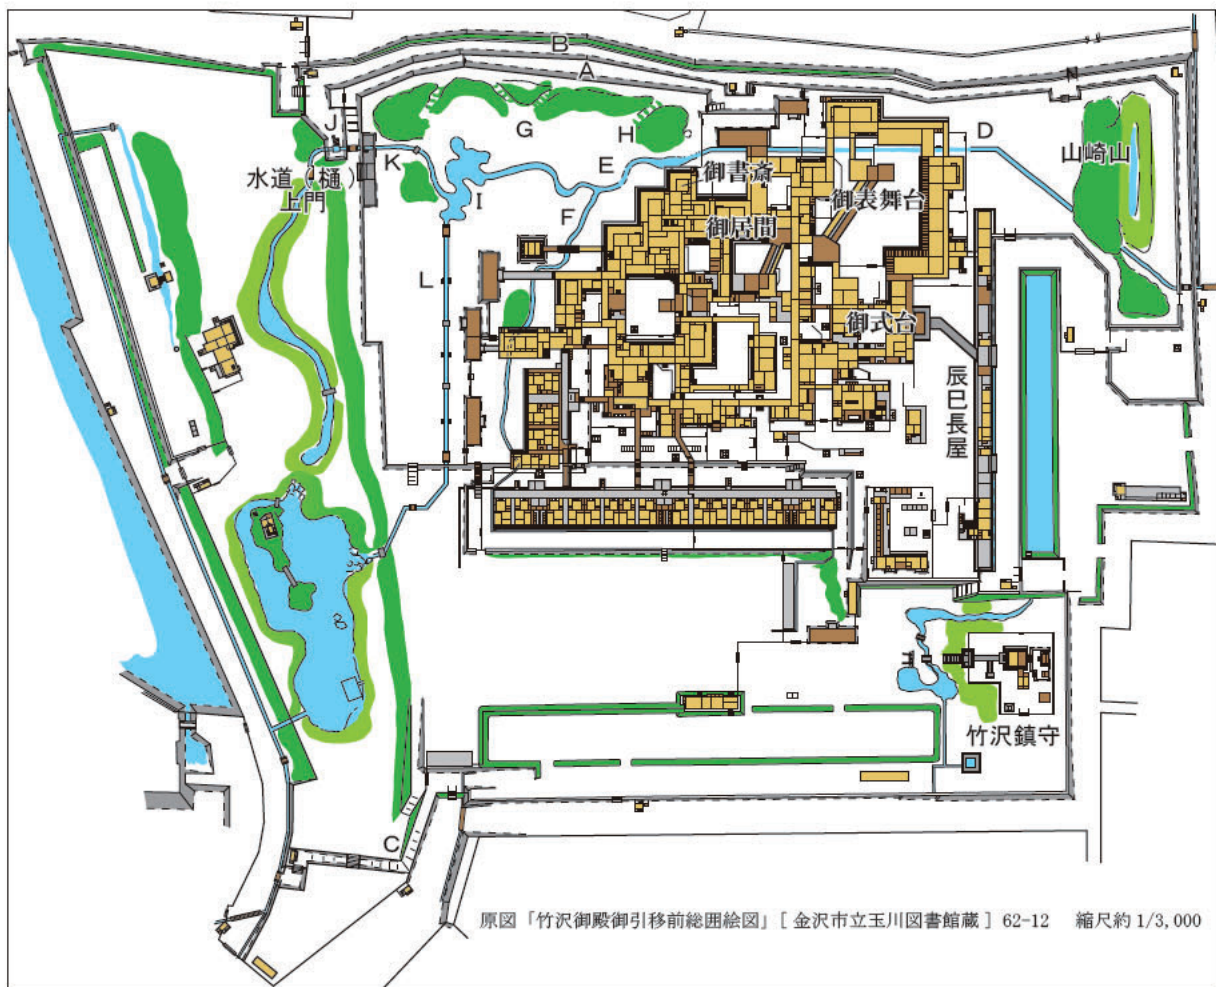 B
A
J
G
H
D
山崎山
水道（樋）
上門
K
E
御書斎
I
御表舞台
F
御居間
L
御式台
辰巳長屋
竹沢鎮守
C
原図「竹沢御殿御引移前総囲絵図」［金沢市立玉川図書館蔵］62-12　縮尺約 1/3,000